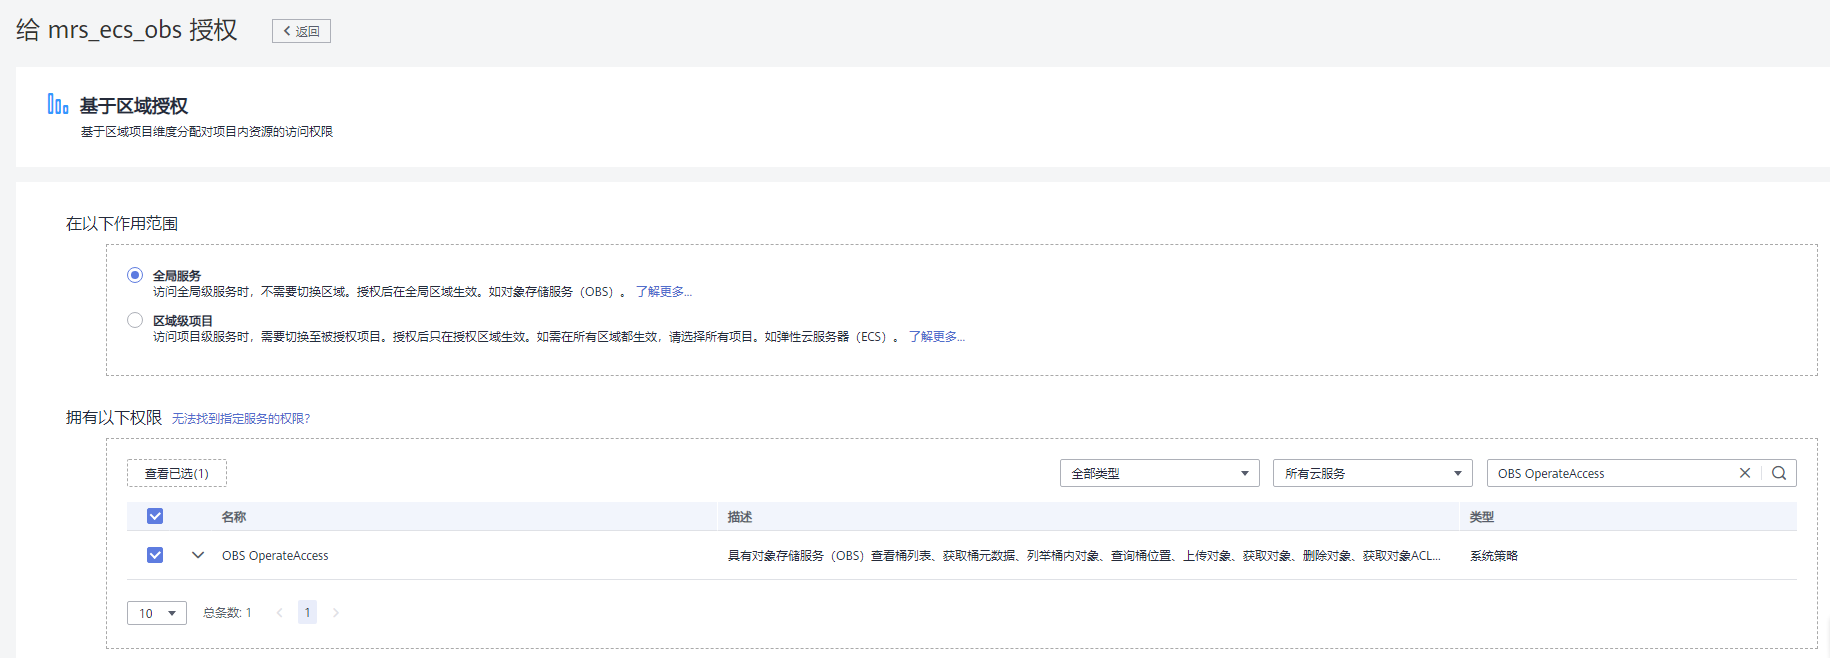 给 mrs_ecs_obs 授权
返回
基于区域授权
基于区域项目维度分配对项目内资源的访问权限
在以下作用范围
全局服务
访问全局级服务时，不需要切换区域。授权后在全局区域生效。如对象存储服务（OBS）。 了解更多...
区域级项目
访问项目级服务时，需要切换至被授权项目。授权后只在授权区域生效。如需在所有区域都生效，请选择所有项目。如弹性云服务器（ECS）。 了解更多...
拥有以下权限 无法找到指定服务的权限?
查看已选(1) 全部类型 所有云服务 OBS OperateAccess
名称 描述 类型
OBS OperateAccess 具有对象存储服务（OBS）查看桶列表、获取桶元数据、列举桶内对象、查询桶位置、上传对象、获取对象、删除对象、获取对象ACL... 系统策略
10 总条数: 1 < 1 >